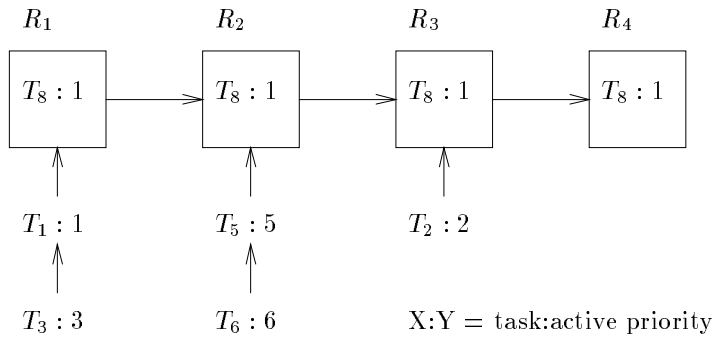 R₁ R₂ R₃ R₄
T₈ : 1 T₈ : 1 T₈ : 1 T₈ : 1
T₁ : 1 T₅ : 5 T₂ : 2
T₃ : 3 T₆ : 6 X:Y = task:active priority